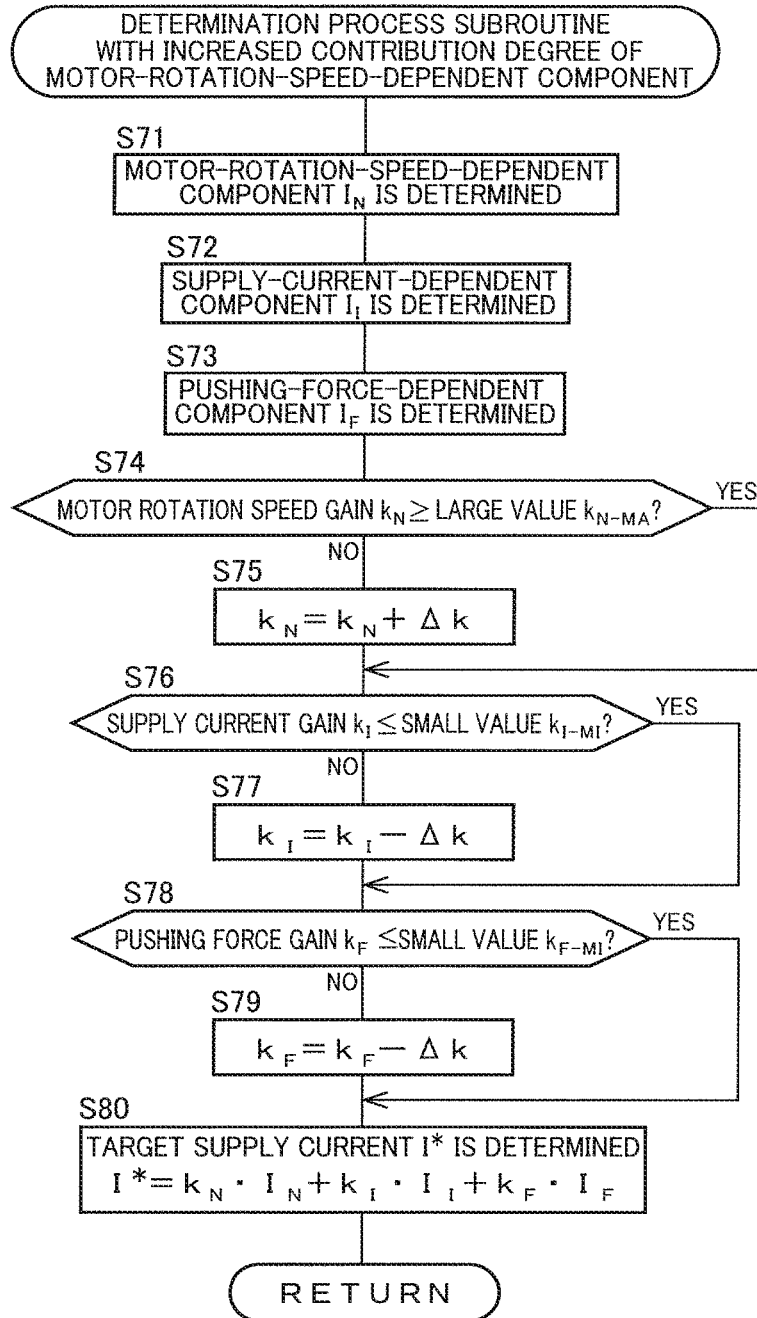 DETERMINATION PROCESS SUBROUTINE
WITH INCREASED CONTRIBUTION DEGREE OF
MOTOR-ROTATION-SPEED-DEPENDENT COMPONENT
S71
MOTOR-ROTATION-SPEED-DEPENDENT
COMPONENT I_N IS DETERMINED
S72
SUPPLY-CURRENT-DEPENDENT
COMPONENT I_I IS DETERMINED
S73
PUSHING-FORCE-DEPENDENT
COMPONENT I_F IS DETERMINED
S74
MOTOR ROTATION SPEED GAIN k_N ≥ LARGE VALUE k_N-MA?
YES
NO
S75
k_N = k_N + Δk
S76
SUPPLY CURRENT GAIN k_I ≤ SMALL VALUE k_I-MI?
YES
NO
S77
k_I = k_I − Δk
S78
PUSHING FORCE GAIN k_F ≤ SMALL VALUE k_F-MI?
YES
NO
S79
k_F = k_F − Δk
S80
TARGET SUPPLY CURRENT I* IS DETERMINED
I* = k_N · I_N + k_I · I_I + k_F · I_F
RETURN